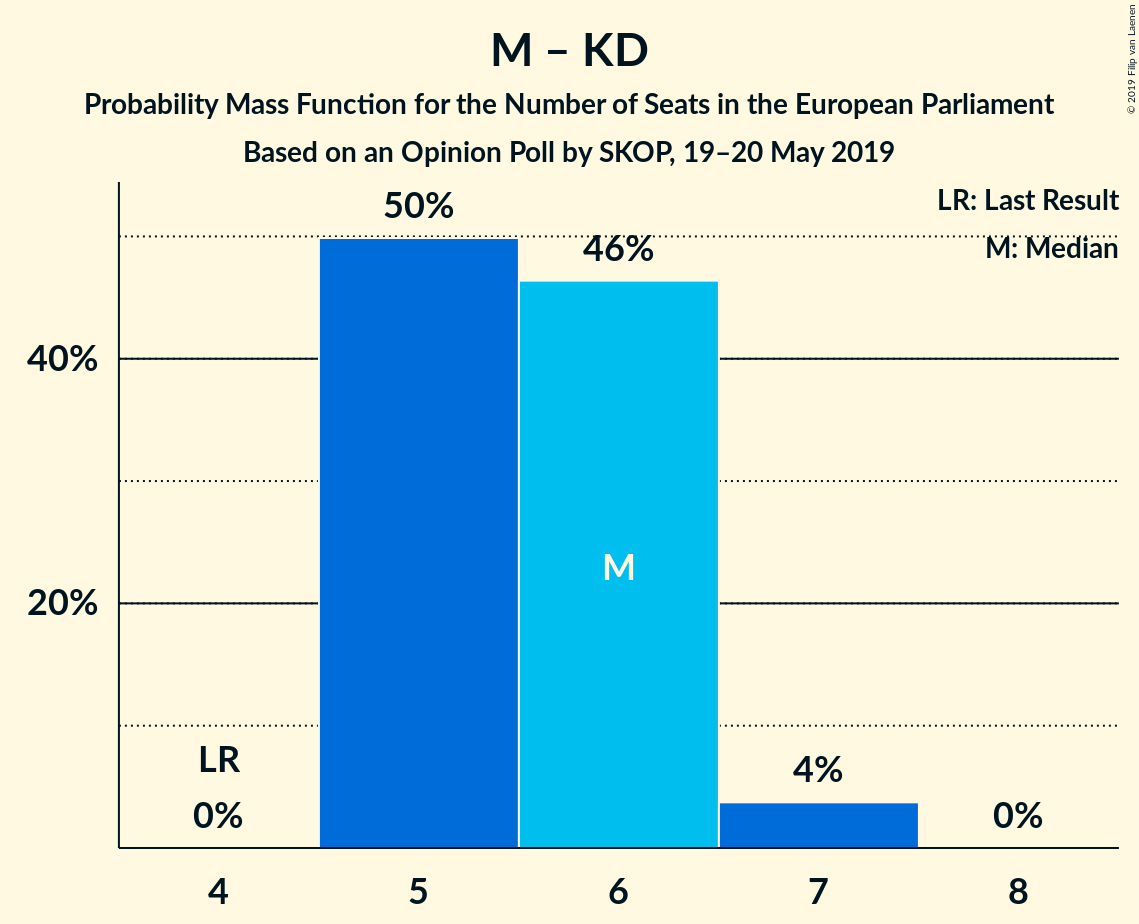 M – KD
Probability Mass Function for the Number of Seats in the European Parliament
Based on an Opinion Poll by SKOP, 19–20 May 2019
© 2019 Filip van Laenen
LR: Last Result
M: Median
50%
46%
40%
M
20%
LR
0%
4%
0%
4 5 6 7 8